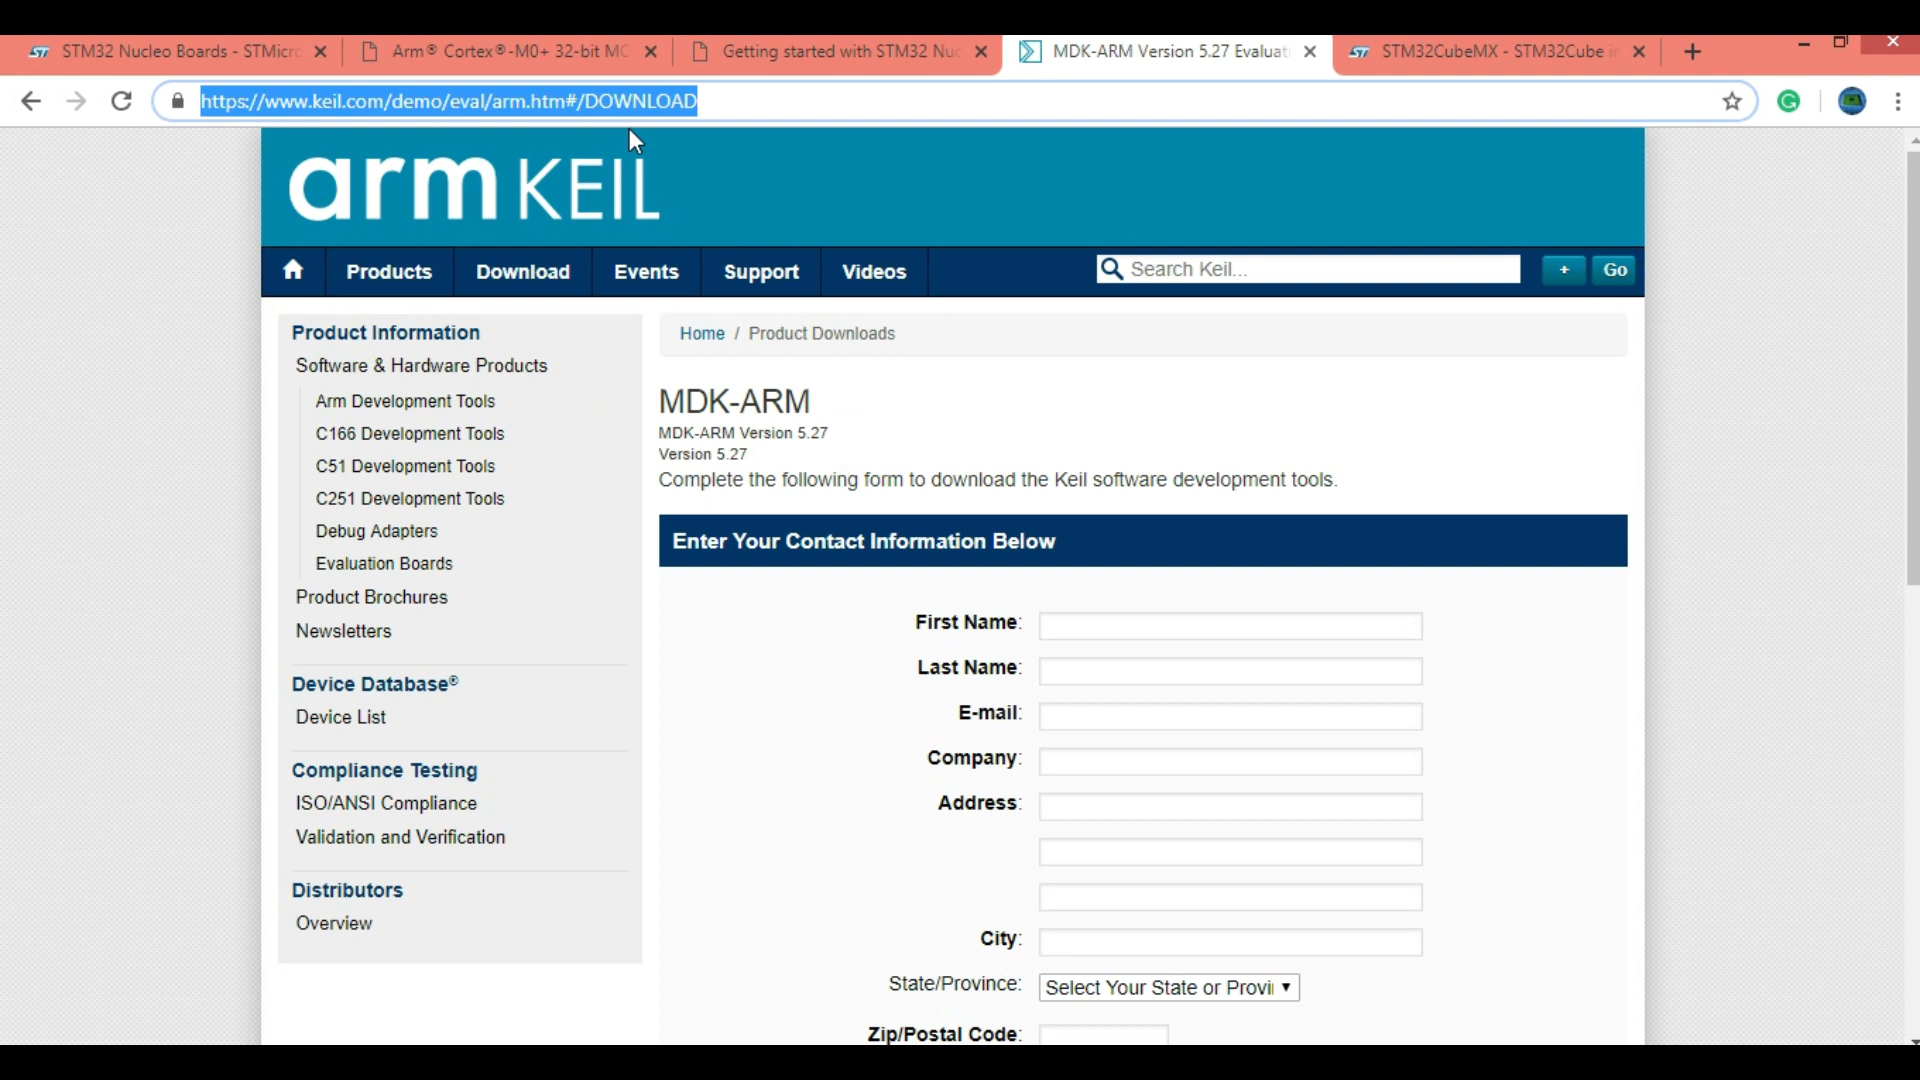 STM32 Nucleo Boards - STMicro
Arm® Cortex®-M0+ 32-bit MC
Getting started with STM32 Nuc
MDK-ARM Version 5.27 Evaluat
STM32CubeMX - STM32Cube in
https://www.keil.com/demo/eval/arm.htm#/DOWNLOAD
arm KEIL
Products
Download
Events
Support
Videos
Search Keil...
+
Go
Product Information
Software & Hardware Products
Arm Development Tools
C166 Development Tools
C51 Development Tools
C251 Development Tools
Debug Adapters
Evaluation Boards
Product Brochures
Newsletters
Device Database®
Device List
Compliance Testing
ISO/ANSI Compliance
Validation and Verification
Distributors
Overview
Home / Product Downloads
MDK-ARM
MDK-ARM Version 5.27
Version 5.27
Complete the following form to download the Keil software development tools.
Enter Your Contact Information Below
First Name:
Last Name:
E-mail:
Company:
Address:
City:
State/Province: Select Your State or Provi
Zip/Postal Code: